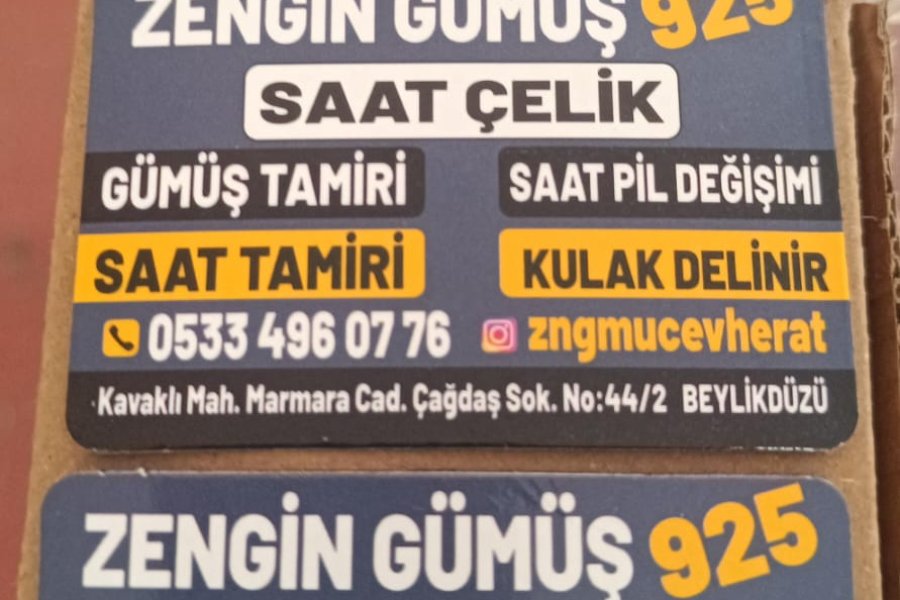 ZENGİN GÜMÜŞ 925
SAAT ÇELİK
GÜMÜŞ TAMİRİ SAAT PİL DEĞİŞİMİ
SAAT TAMİRİ KULAK DELİNİR
0533 496 07 76 zngmucevherat
Kavaklı Mah. Marmara Cad. Çağdaş Sok. No:44/2 BEYLİKDÜZÜ
ZENGİN GÜMÜŞ 925